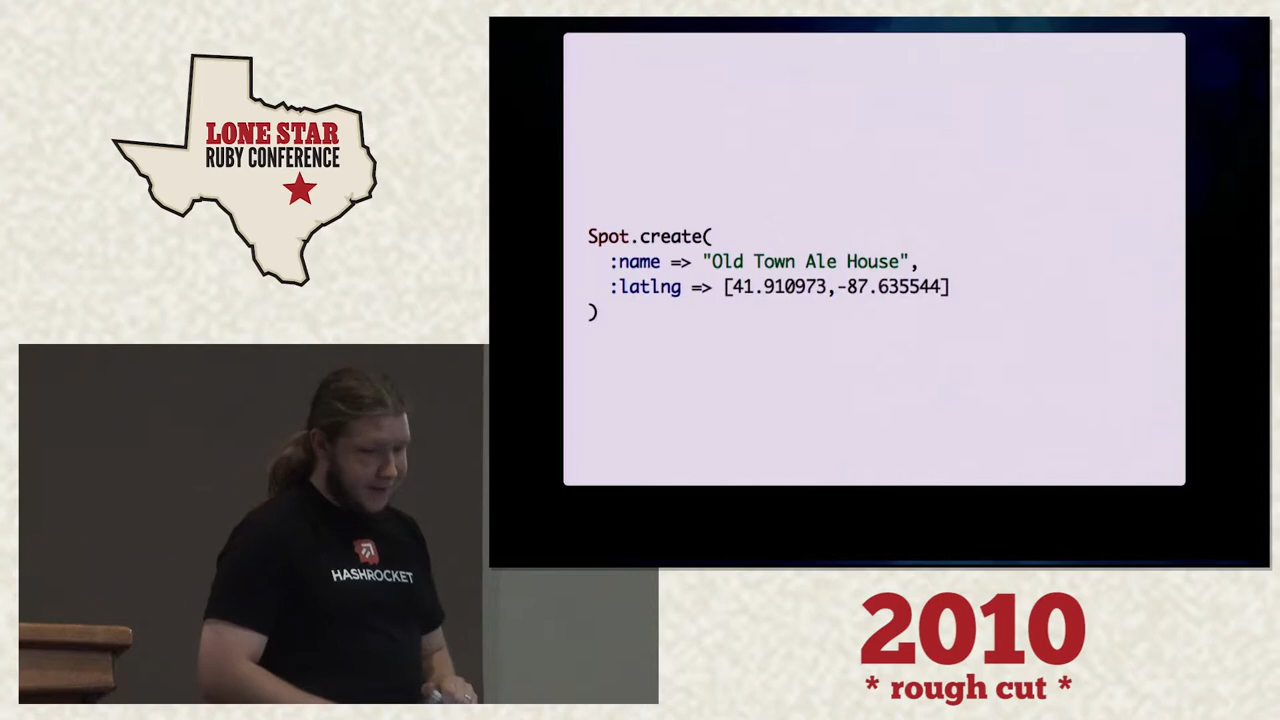 LONE STAR
RUBY CONFERENCE
Spot.create(
  :name => "Old Town Ale House",
  :latlng => [41.910973,-87.635544]
)
HASHROCKET
2010
* rough cut *